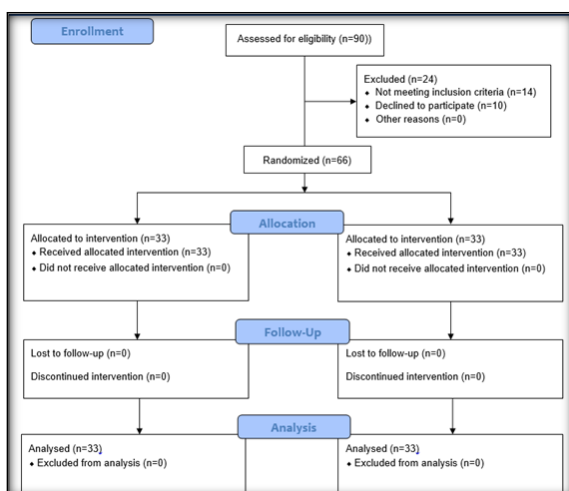 Enrollment
Assessed for eligibility (n=90))
Excluded (n=24)
⬥ Not meeting inclusion criteria (n=14)
⬥ Declined to participate (n=10)
⬥ Other reasons (n=0)
Randomized (n=66)
Allocation
Allocated to intervention (n=33)
⬥ Received allocated intervention (n=33)
⬥ Did not receive allocated intervention (n=0)
Allocated to intervention (n=33)
⬥ Received allocated intervention (n=33)
⬥ Did not receive allocated intervention (n=0)
Follow-Up
Lost to follow-up (n=0)
Discontinued intervention (n=0)
Lost to follow-up (n=0)
Discontinued intervention (n=0)
Analysis
Analysed (n=33)
⬥ Excluded from analysis (n=0)
Analysed (n=33)
⬥ Excluded from analysis (n=0)